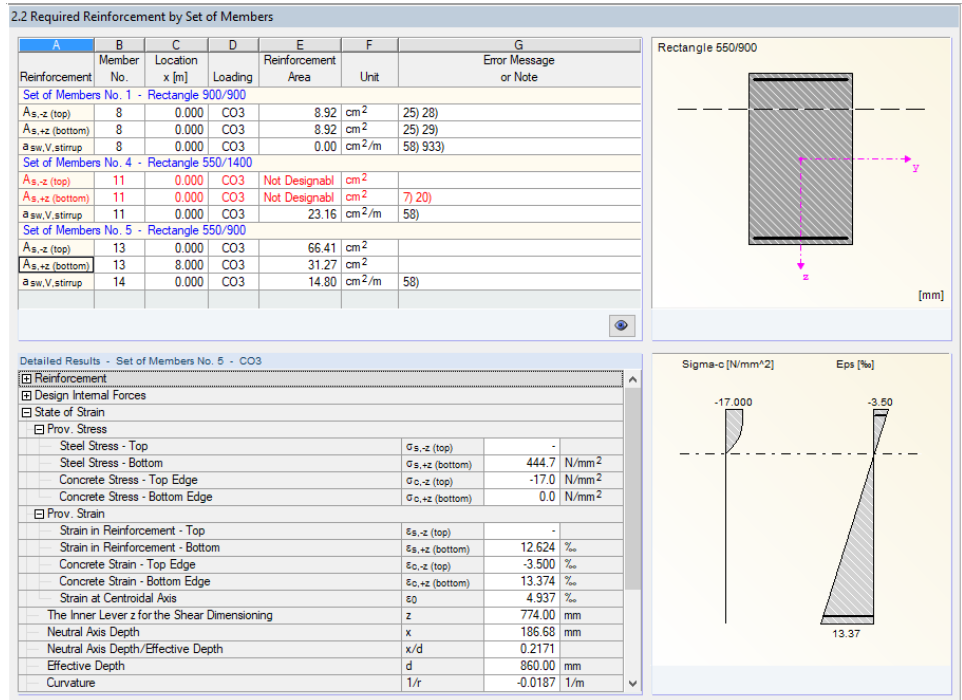 2.2 Required Reinforcement by Set of Members
A B C D E F G
Member Location Reinforcement Error Message
Reinforcement No. x [m] Loading Area Unit or Note
Set of Members No. 1 - Rectangle 900/900
As,-z (top) 8 0.000 CO3 8.92 cm2 25) 28)
As,+z (bottom) 8 0.000 CO3 8.92 cm2 25) 29)
asw,V,stirrup 8 0.000 CO3 0.00 cm2/m 58) 933)
Set of Members No. 4 - Rectangle 550/1400
As,-z (top) 11 0.000 CO3 Not Designabl cm2
As,+z (bottom) 11 0.000 CO3 Not Designabl cm2 7) 20)
asw,V,stirrup 11 0.000 CO3 23.16 cm2/m 58)
Set of Members No. 5 - Rectangle 550/900
As,-z (top) 13 0.000 CO3 66.41 cm2
As,+z (bottom) 13 8.000 CO3 31.27 cm2
asw,V,stirrup 14 0.000 CO3 14.80 cm2/m 58)
Rectangle 550/900
y
z
[mm]
Detailed Results - Set of Members No. 5 - CO3
Reinforcement
Design Internal Forces
State of Strain
Prov. Stress
Steel Stress - Top σs,-z (top) -
Steel Stress - Bottom σs,+z (bottom) 444.7 N/mm2
Concrete Stress - Top Edge σc,-z (top) -17.0 N/mm2
Concrete Stress - Bottom Edge σc,+z (bottom) 0.0 N/mm2
Prov. Strain
Strain in Reinforcement - Top εs,-z (top) -
Strain in Reinforcement - Bottom εs,+z (bottom) 12.624 ‰
Concrete Strain - Top Edge εc,-z (top) -3.500 ‰
Concrete Strain - Bottom Edge εc,+z (bottom) 13.374 ‰
Strain at Centroidal Axis ε0 4.937 ‰
The Inner Lever z for the Shear Dimensioning z 774.00 mm
Neutral Axis Depth x 186.68 mm
Neutral Axis Depth/Effective Depth x/d 0.2171
Effective Depth d 860.00 mm
Curvature 1/r -0.0187 1/m
Sigma-c [N/mm^2] Eps [‰]
-17.000 -3.50
13.37